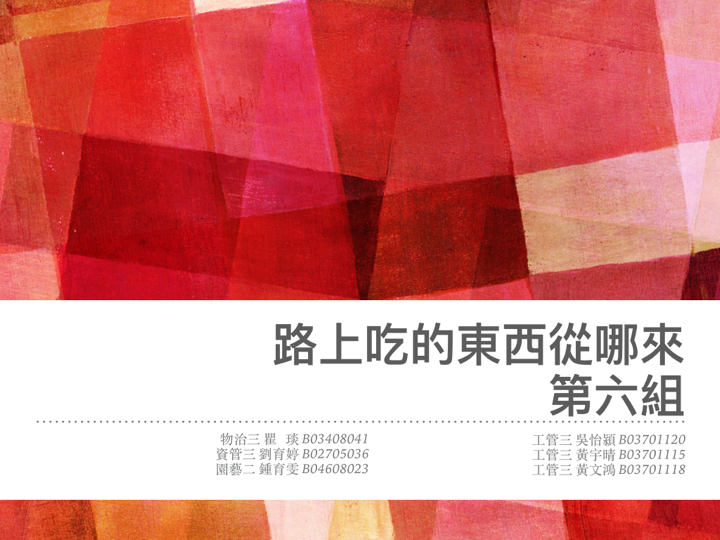 路上吃的東西從哪來
第六組
物治三 瞿 琰 B03408041
資管三 劉育婷 B02705036
園藝二 鍾育雯 B04608023
工管三 吳怡穎 B03701120
工管三 黃宇晴 B03701115
工管三 黃文鴻 B03701118